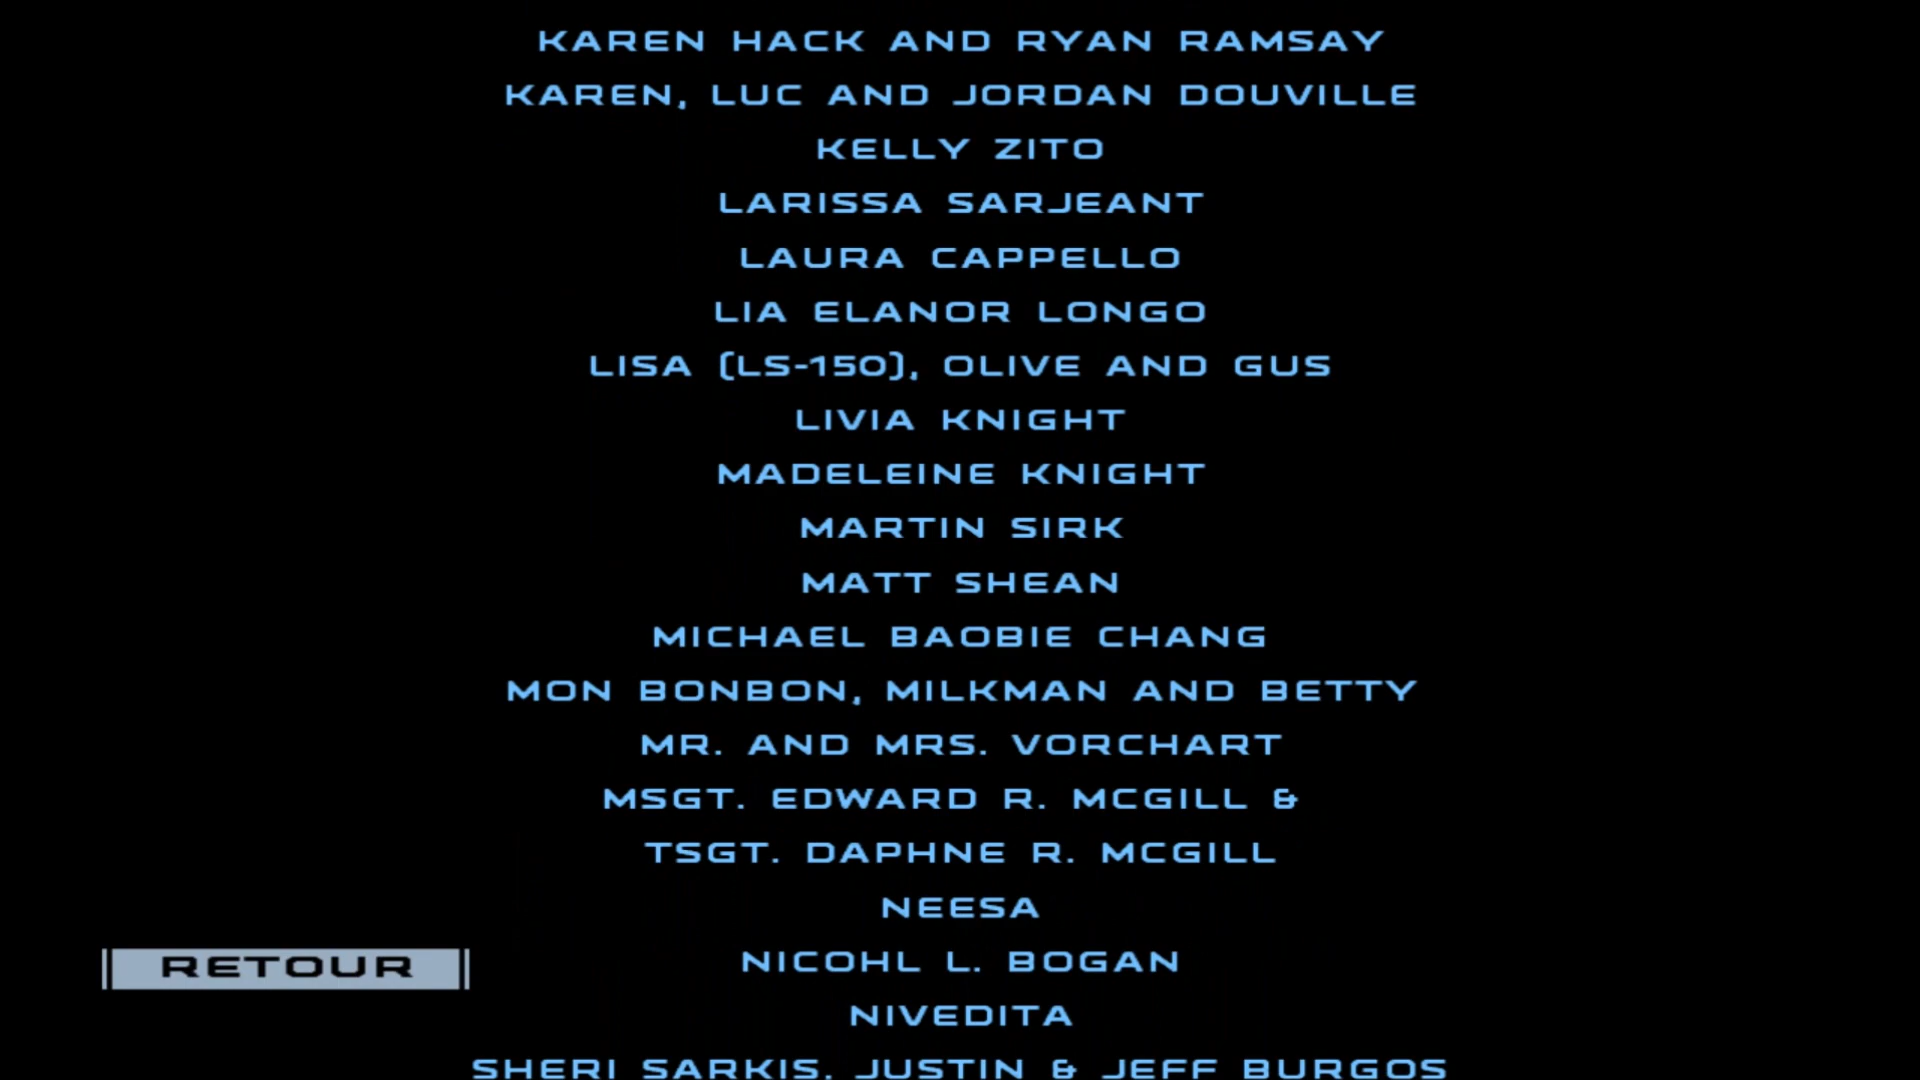 KAREN HACK AND RYAN RAMSAY
KAREN, LUC AND JORDAN DOUVILLE
KELLY ZITO
LARISSA SARJEANT
LAURA CAPPELLO
LIA ELANOR LONGO
LISA (LS-150), OLIVE AND GUS
LIVIA KNIGHT
MADELEINE KNIGHT
MARTIN SIRK
MATT SHEAN
MICHAEL BAOBIE CHANG
MON BONBON, MILKMAN AND BETTY
MR. AND MRS. VORCHART
MSGT. EDWARD R. MCGILL &
TSGT. DAPHNE R. MCGILL
NEESA
NICOHL L. BOGAN
RETOUR
NIVEDITA
SHERI SARKIS, JUSTIN & JEFF BURGOS